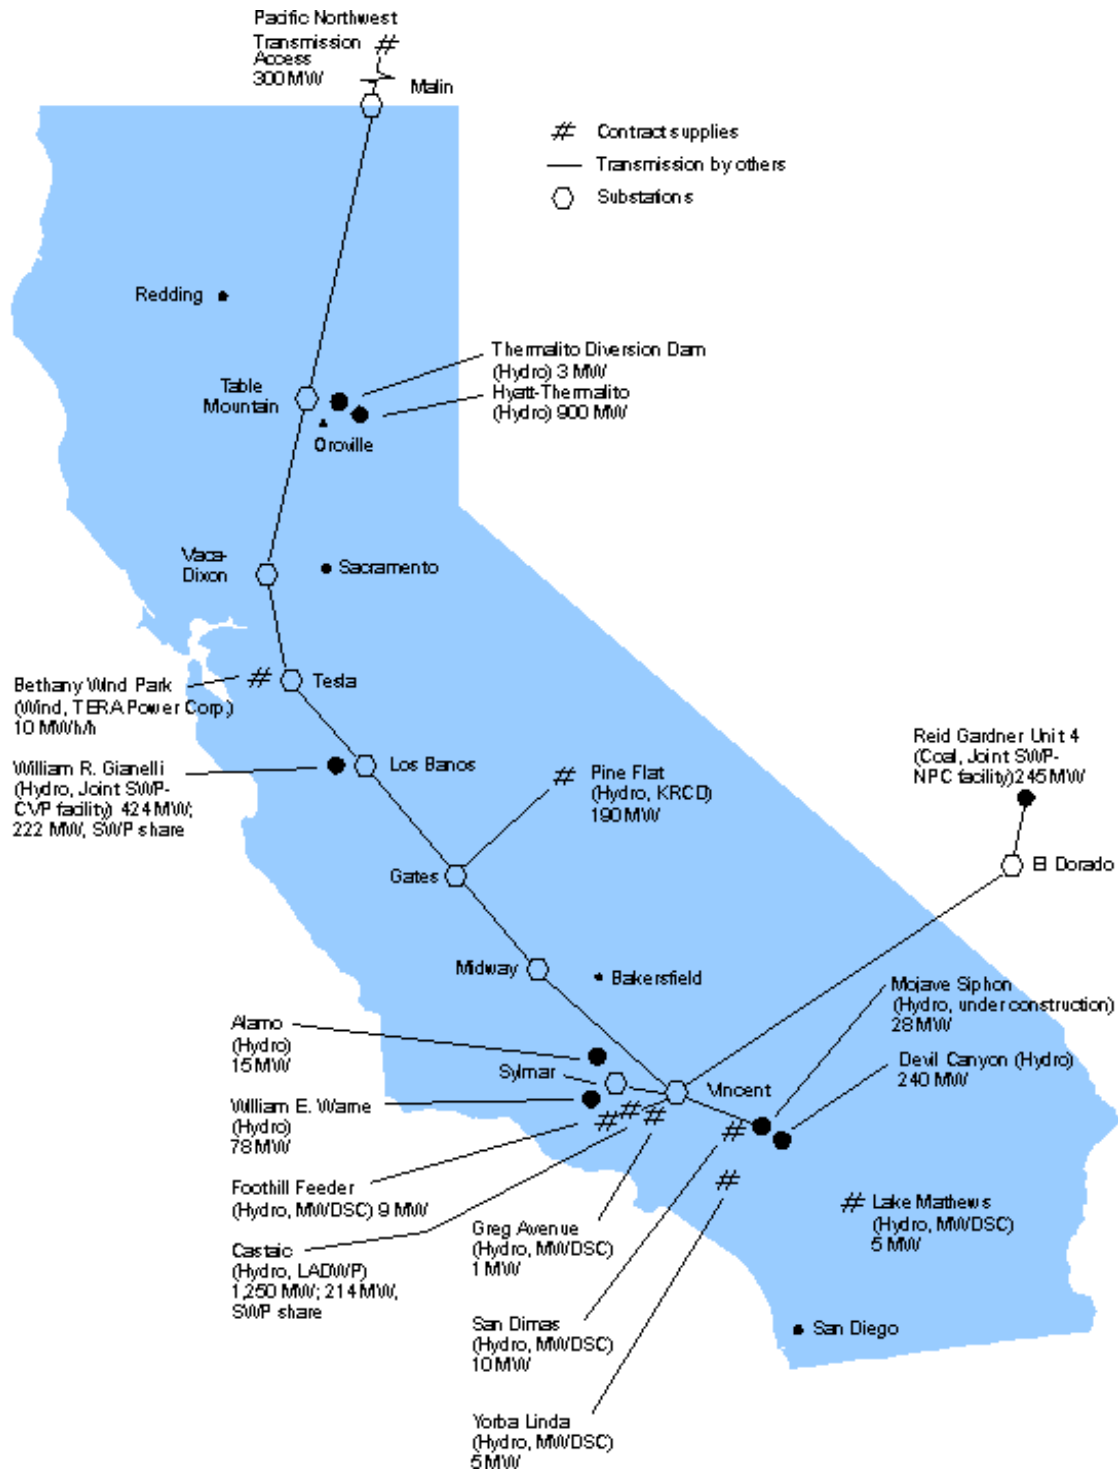 Pacific Northwest
Transmission
Access
300 MW
Malin
# Contract supplies
Transmission by others
Substations
Redding
Thermalito Diversion Dam
(Hydro) 3 MW
Hyatt-Thermalito
(Hydro) 900 MW
Table
Mountain
Oroville
Vaca-
Dixon
Sacramento
Bethany Wind Park
(Wind, TERA Power Corp.)
10 MWh/h
Tesla
William R. Gianelli
(Hydro, Joint SWP-
CVP facility) 424 MW;
222 MW, SWP share
Los Banos
Pine Flat
(Hydro, KRCD)
190 MW
Reid Gardner Unit 4
(Coal, Joint SWP-
NPC facility) 245 MW
El Dorado
Gates
Midway
Bakersfield
Mojave Siphon
(Hydro, under construction)
28 MW
Devil Canyon (Hydro)
240 MW
Alamo
(Hydro)
15 MW
Sylmar
Vincent
William E. Warne
(Hydro)
78 MW
Foothill Feeder
(Hydro, MWDSC) 9 MW
Castaic
(Hydro, LADWP)
1,250 MW; 214 MW,
SWP share
Greg Avenue
(Hydro, MWDSC)
1 MW
Lake Mathews
(Hydro, MWDSC)
5 MW
San Dimas
(Hydro, MWDSC)
10 MW
San Diego
Yorba Linda
(Hydro, MWDSC)
5 MW